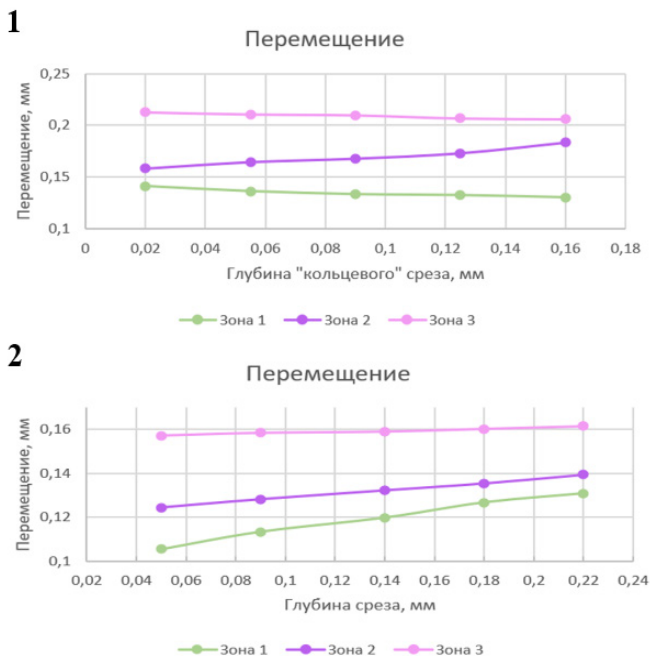 1
Перемещение
Перемещение, мм
0,25
0,2
0,15
0,1
0 0,02 0,04 0,06 0,08 0,1 0,12 0,14 0,16 0,18
Глубина "кольцевого" среза, мм
Зона 1 Зона 2 Зона 3
2
Перемещение
Перемещение, мм
0,16
0,14
0,12
0,1
0,02 0,04 0,06 0,08 0,1 0,12 0,14 0,16 0,18 0,2 0,22 0,24
Глубина среза, мм
Зона 1 Зона 2 Зона 3